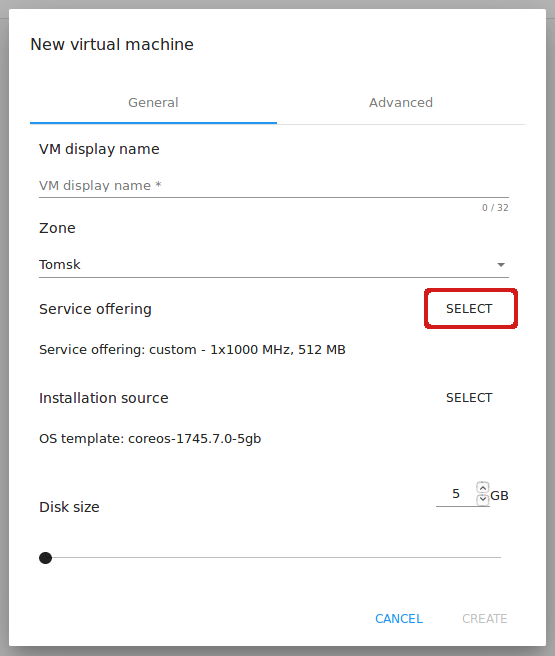 New virtual machine
General Advanced
VM display name
VM display name *
0 / 32
Zone
Tomsk
Service offering SELECT
Service offering: custom - 1x1000 MHz, 512 MB
Installation source SELECT
OS template: coreos-1745.7.0-5gb
Disk size 5 GB
CANCEL CREATE